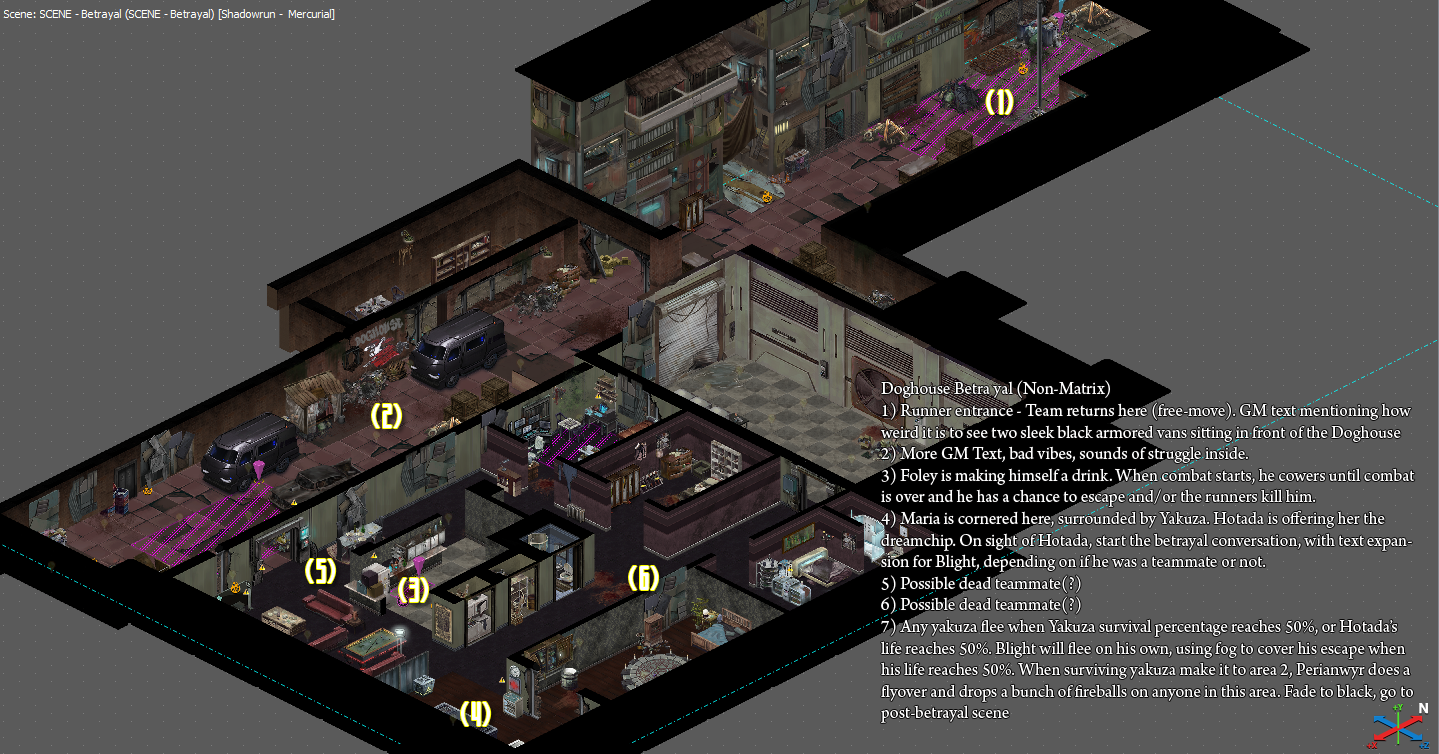 Scene: SCENE - Betrayal (SCENE - Betrayal) [Shadowrun - Mercurial]
(1)
DOGHOUSE
(2)
(5)
(3)
(6)
(4)
Doghouse Betrayal (Non-Matrix)
1) Runner entrance - Team returns here (free-move). GM text mentioning how
weird it is to see two sleek black armored vans sitting in front of the Doghouse
2) More GM Text, bad vibes, sounds of struggle inside.
3) Foley is making himself a drink. When combat starts, he cowers until combat
is over and he has a chance to escape and/or the runners kill him.
4) Maria is cornered here, surrounded by Yakuza. Hotada is offering her the
dreamchip. On sight of Hotada, start the betrayal conversation, with text expan-
sion for Blight, depending on if he was a teammate or not.
5) Possible dead teammate(?)
6) Possible dead teammate(?)
7) Any yakuza flee when Yakuza survival percentage reaches 50%, or Hotada's
life reaches 50%. Blight will flee on his own, using fog to cover his escape when
his life reaches 50%. When surviving yakuza make it to area 2, Perianwyr does a
flyover and drops a bunch of fireballs on anyone in this area. Fade to black, go to
post-betrayal scene
+Y
N